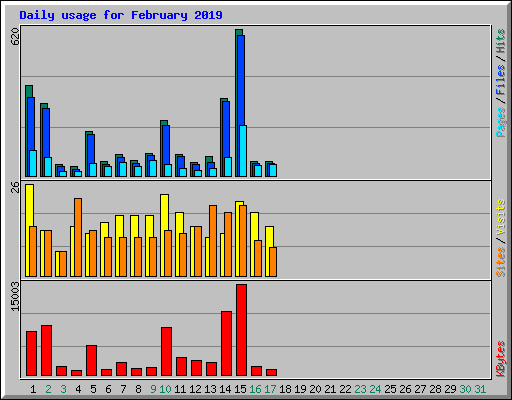 Daily usage for February 2019
620
Pages / Files / Hits
26
Sites / Visits
15003
KBytes
1 2 3 4 5 6 7 8 9 10 11 12 13 14 15 16 17 18 19 20 21 22 23 24 25 26 27 28 29 30 31